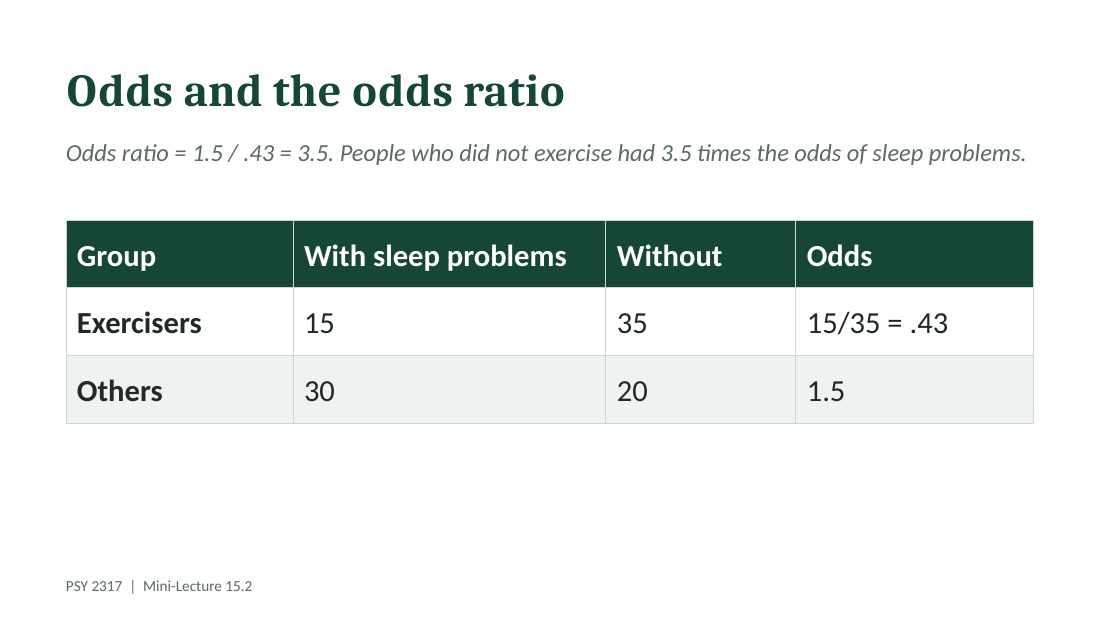 Odds and the odds ratio
Odds ratio = 1.5 / .43 = 3.5. People who did not exercise had 3.5 times the odds of sleep problems.
Group With sleep problems Without Odds
Exercisers 15 35 15/35 = .43
Others 30 20 1.5
PSY 2317 | Mini-Lecture 15.2